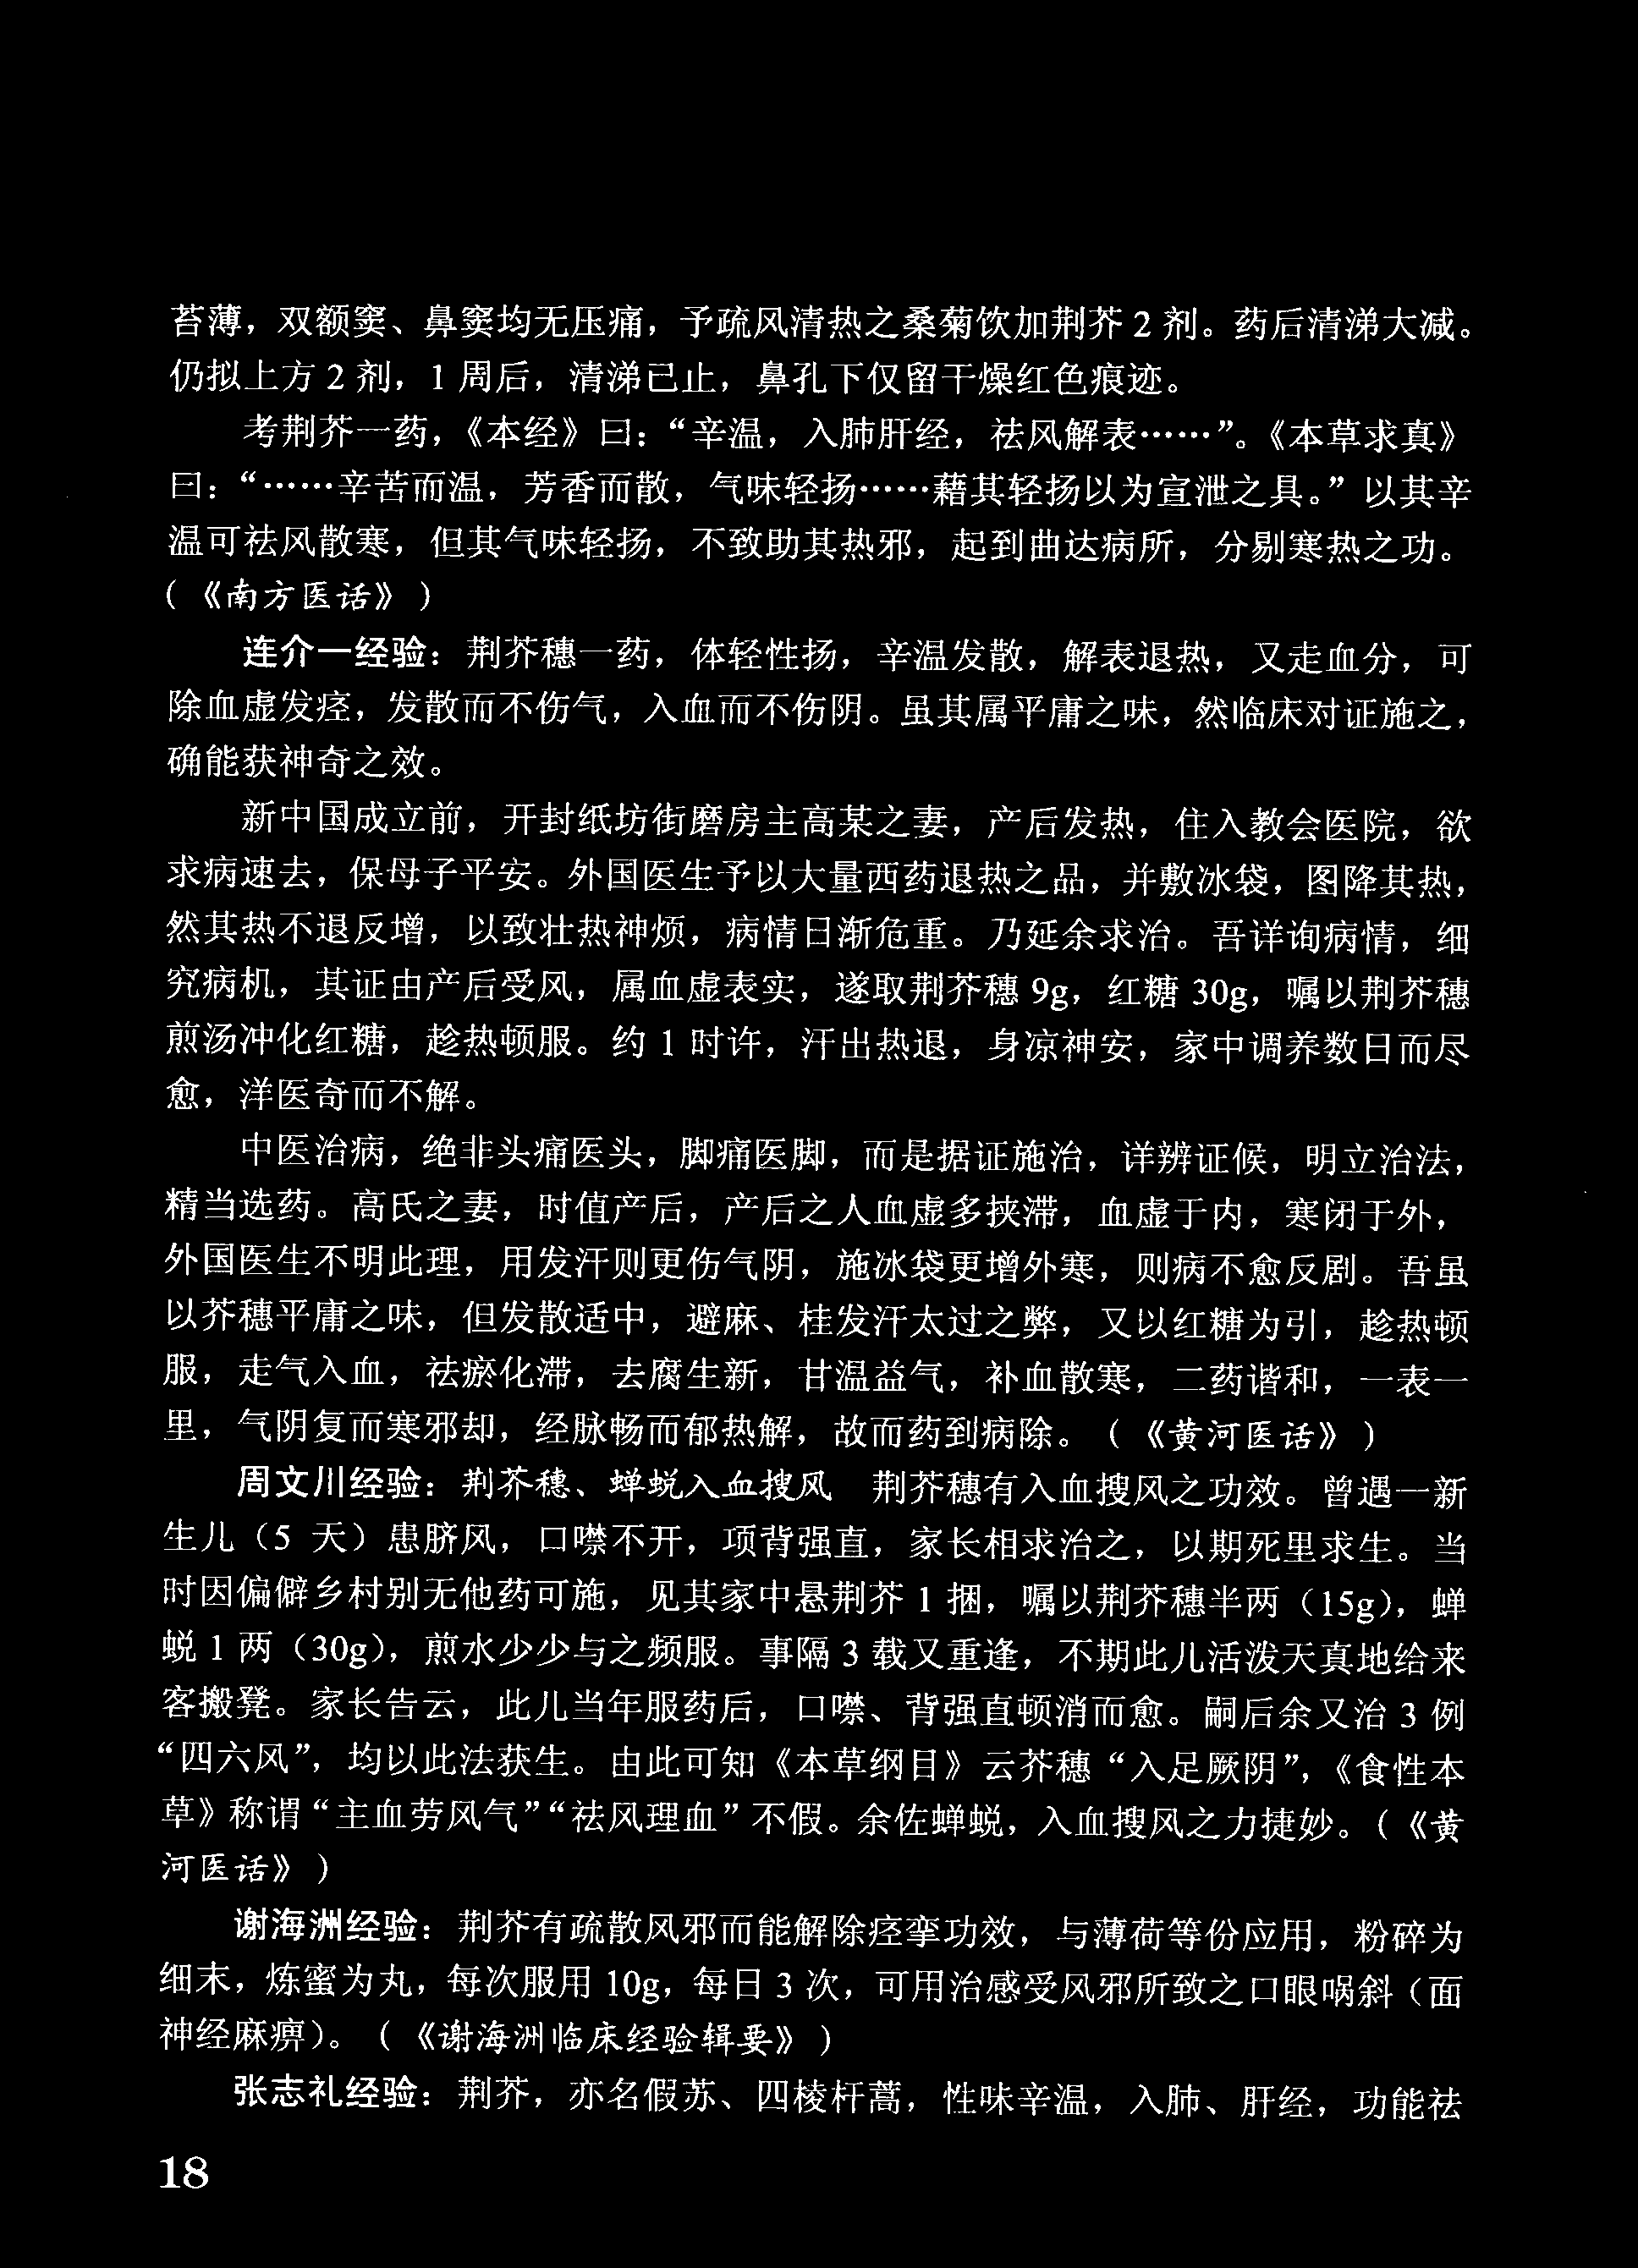 苔薄，双额窦、鼻窦均无压痛，予疏风清热之桑菊饮加荆芥 2 剂。药后清涕大减。
仍拟上方 2 剂，1 周后，清涕已止，鼻孔下仅留干燥红色痕迹。
考荆芥一药，《本经》曰：“辛温，入肺肝经，祛风解表……”。《本草求真》
曰：“……辛苦而温，芳香而散，气味轻扬……藉其轻扬以为宣泄之具。”以其辛
温可祛风散寒，但其气味轻扬，不致助其热邪，起到曲达病所，分剔寒热之功。
（《南方医话》）
连介一经验：荆芥穗一药，体轻性扬，辛温发散，解表退热，又走血分，可
除血虚发痉，发散而不伤气，入血而不伤阴。虽其属平庸之味，然临床对证施之，
确能获神奇之效。
新中国成立前，开封纸坊街磨房主高某之妻，产后发热，住入教会医院，欲
求病速去，保母子平安。外国医生予以大量西药退热之品，并敷冰袋，图降其热，
然其热不退反增，以致壮热神烦，病情日渐危重。乃延余求治。吾详询病情，细
究病机，其证由产后受风，属血虚表实，遂取荆芥穗 9g，红糖 30g，嘱以荆芥穗
煎汤冲化红糖，趁热顿服。约 1 时许，汗出热退，身凉神安，家中调养数日而尽
愈，洋医奇而不解。
中医治病，绝非头痛医头，脚痛医脚，而是据证施治，详辨证候，明立治法，
精当选药。高氏之妻，时值产后，产后之人血虚多挟滞，血虚于内，寒闭于外，
外国医生不明此理，用发汗则更伤气阴，施冰袋更增外寒，则病不愈反剧。吾虽
以芥穗平庸之味，但发散适中，避麻、桂发汗太过之弊，又以红糖为引，趁热顿
服，走气入血，祛瘀化滞，去腐生新，甘温益气，补血散寒，二药谐和，一表一
里，气阴复而寒邪却，经脉畅而郁热解，故而药到病除。（《黄河医话》）
周文川经验：荆芥穗、蝉蜕入血搜风　荆芥穗有入血搜风之功效。曾遇一新
生儿（5 天）患脐风，口噤不开，项背强直，家长相求治之，以期死里求生。当
时因偏僻乡村别无他药可施，见其家中悬荆芥 1 捆，嘱以荆芥穗半两（15g），蝉
蜕 1 两（30g），煎水少少与之频服。事隔 3 载又重逢，不期此儿活泼天真地给来
客搬凳。家长告云，此儿当年服药后，口噤、背强直顿消而愈。嗣后余又治 3 例
“四六风”，均以此法获生。由此可知《本草纲目》云芥穗“入足厥阴”，《食性本
草》称谓“主血劳风气”“祛风理血”不假。余佐蝉蜕，入血搜风之力捷妙。（《黄
河医话》）
谢海洲经验：荆芥有疏散风邪而能解除痉挛功效，与薄荷等份应用，粉碎为
细末，炼蜜为丸，每次服用 10g，每日 3 次，可用治感受风邪所致之口眼㖞斜（面
神经麻痹）。（《谢海洲临床经验辑要》）
张志礼经验：荆芥，亦名假苏、四棱杆蒿，性味辛温，入肺、肝经，功能祛
18